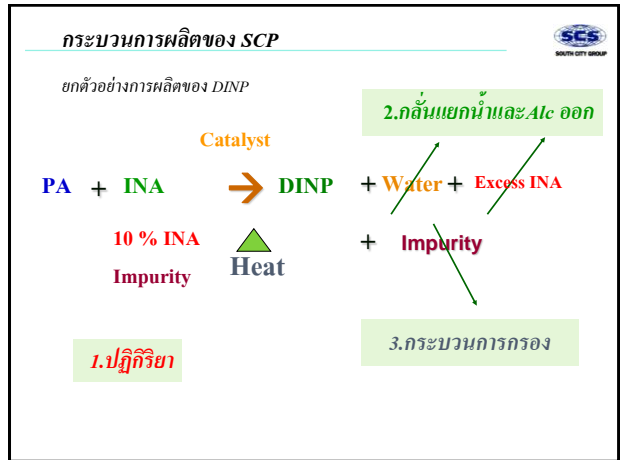 กระบวนการผลิตของ SCP
SCS
SOUTH CITY GROUP
ยกตัวอย่างการผลิตของ DINP
2.กลั่นแยกน้ำและAlc ออก
Catalyst
PA + INA → DINP + Water + Excess INA
10 % INA
Impurity
Heat
+ Impurity
3.กระบวนการกรอง
1.ปฏิกิริยา